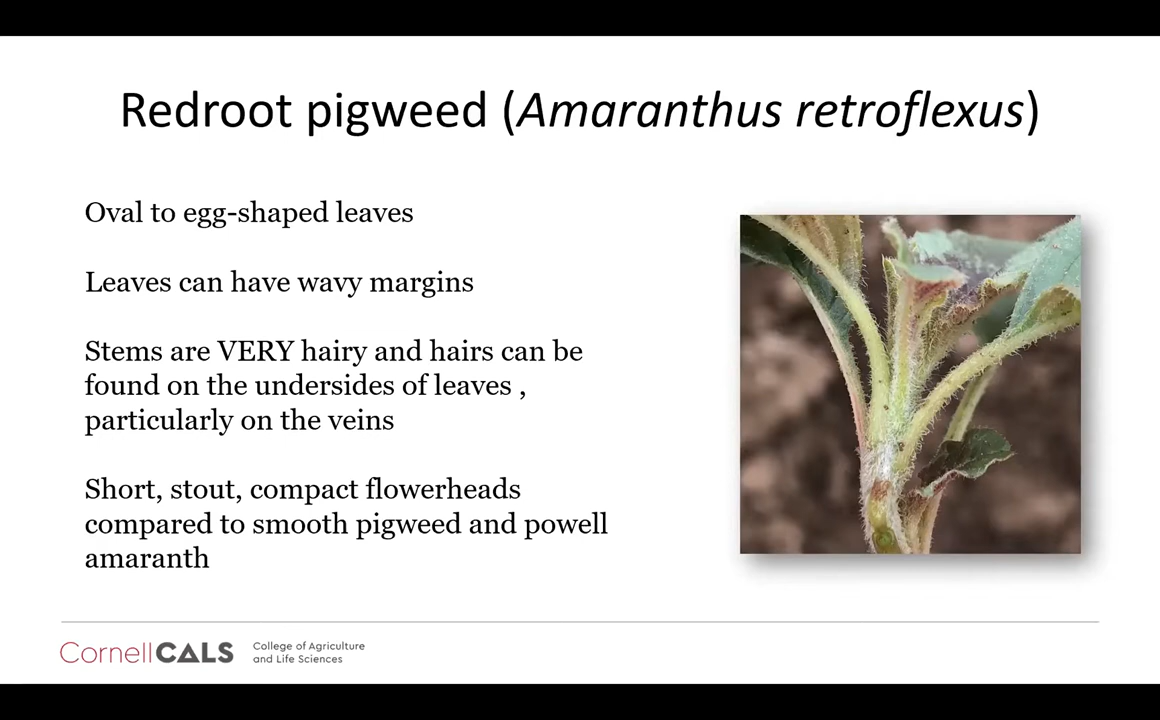 Redroot pigweed (Amaranthus retroflexus)
Oval to egg-shaped leaves
Leaves can have wavy margins
Stems are VERY hairy and hairs can be
found on the undersides of leaves ,
particularly on the veins
Short, stout, compact flowerheads
compared to smooth pigweed and powell
amaranth
CornellCALS
College of Agriculture
and Life Sciences